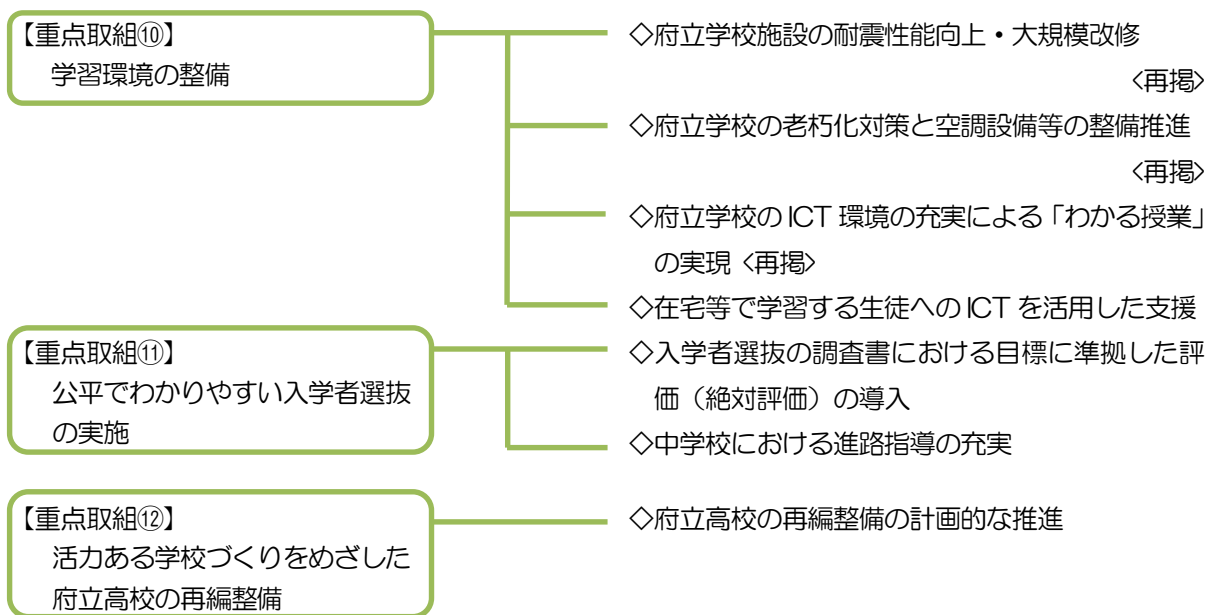 【重点取組⑩】
学習環境の整備
◇府立学校施設の耐震性能向上・大規模改修
<再掲>
◇府立学校の老朽化対策と空調設備等の整備推進
<再掲>
◇府立学校のICT 環境の充実による「わかる授業」
の実現 <再掲>
◇在宅等で学習する生徒へのICT を活用した支援
【重点取組⑪】
公平でわかりやすい入学者選抜
の実施
◇入学者選抜の調査書における目標に準拠した評
価（絶対評価）の導入
◇中学校における進路指導の充実
【重点取組⑫】
活力ある学校づくりをめざした
府立高校の再編整備
◇府立高校の再編整備の計画的な推進